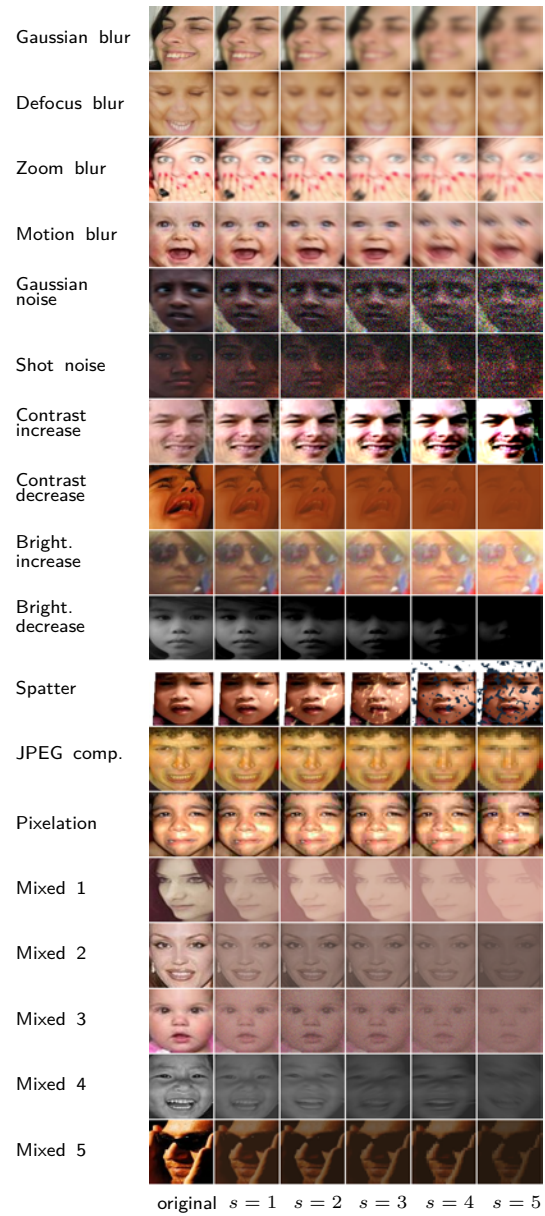 Gaussian blur
Defocus blur
Zoom blur
Motion blur
Gaussian
noise
Shot noise
Contrast
increase
Contrast
decrease
Bright.
increase
Bright.
decrease
Spatter
JPEG comp.
Pixelation
Mixed 1
Mixed 2
Mixed 3
Mixed 4
Mixed 5
original s = 1 s = 2 s = 3 s = 4 s = 5